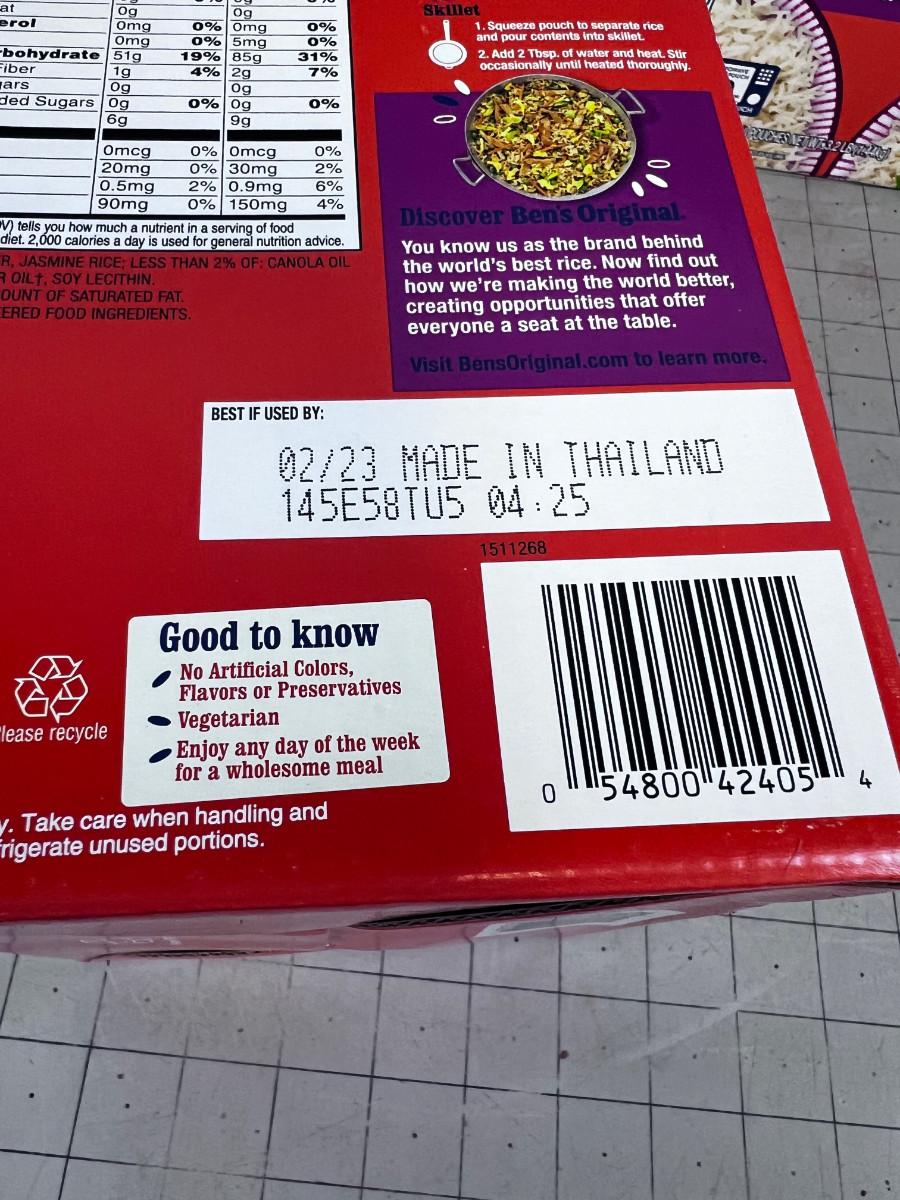 at 0g 0g
erol 0mg 0% 0mg 0%
0mg 0% 5mg 0%
rbohydrate 51g 19% 85g 31%
Fiber 1g 4% 2g 7%
ars 0g 0g
ded Sugars 0g 0% 0g 0%
6g 9g
0mcg 0% 0mcg 0%
20mg 0% 30mg 2%
0.5mg 2% 0.9mg 6%
90mg 0% 150mg 4%
V) tells you how much a nutrient in a serving of food
diet. 2,000 calories a day is used for general nutrition advice.
R, JASMINE RICE; LESS THAN 2% OF: CANOLA OIL
R OIL†, SOY LECITHIN.
OUNT OF SATURATED FAT.
ERED FOOD INGREDIENTS.
Skillet
1. Squeeze pouch to separate rice
and pour contents into skillet.
2. Add 2 Tbsp. of water and heat. Stir
occasionally until heated thoroughly.
Discover Ben's Original.
You know us as the brand behind
the world's best rice. Now find out
how we're making the world better,
creating opportunities that offer
everyone a seat at the table.
Visit BensOriginal.com to learn more.
BEST IF USED BY:
02/23 MADE IN THAILAND
145E58TU5 04:25
1511268
Good to know
No Artificial Colors,
Flavors or Preservatives
Vegetarian
Enjoy any day of the week
for a wholesome meal
lease recycle
y. Take care when handling and
frigerate unused portions.
0 54800 42405 4